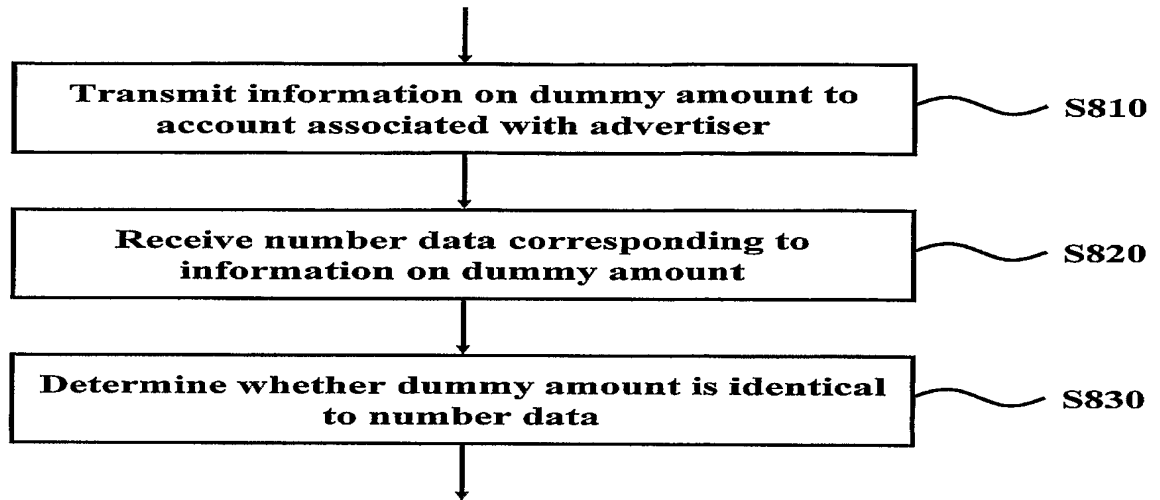 Transmit information on dummy amount to
account associated with advertiser
S810
Receive number data corresponding to
information on dummy amount
S820
Determine whether dummy amount is identical
to number data
S830